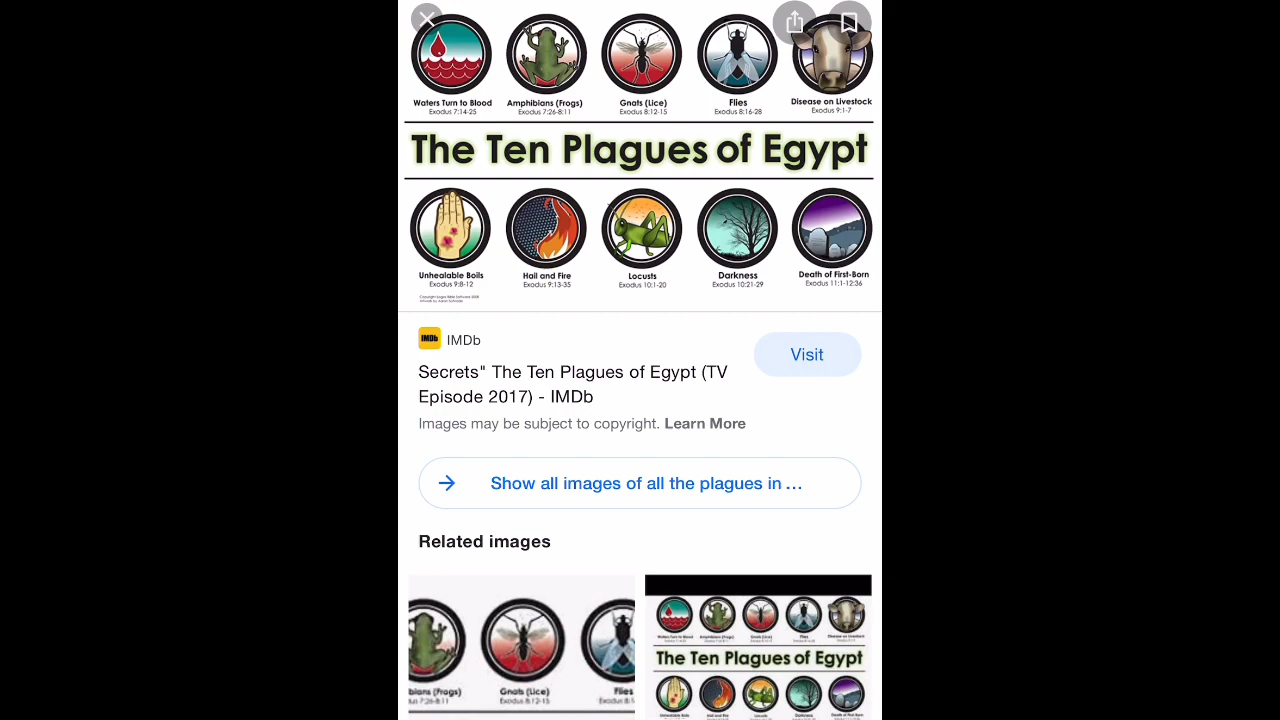 Waters Turn to Blood
Exodus 7:14-25
Amphibians (Frogs)
Exodus 7:26-8:11
Gnats (Lice)
Exodus 8:12-15
Flies
Exodus 8:16-28
Disease on Livestock
Exodus 9:1-7
The Ten Plagues of Egypt
Unhealable Boils
Exodus 9:8-12
Hail and Fire
Exodus 9:13-35
Locusts
Exodus 10:1-20
Darkness
Exodus 10:21-29
Death of First-Born
Exodus 11:1-12:36
IMDb
IMDb
Visit
Secrets" The Ten Plagues of Egypt (TV
Episode 2017) - IMDb
Images may be subject to copyright. Learn More
Show all images of all the plagues in ...
Related images
Gnats (Lice)
Exodus 8:12-15
Flies
The Ten Plagues of Egypt